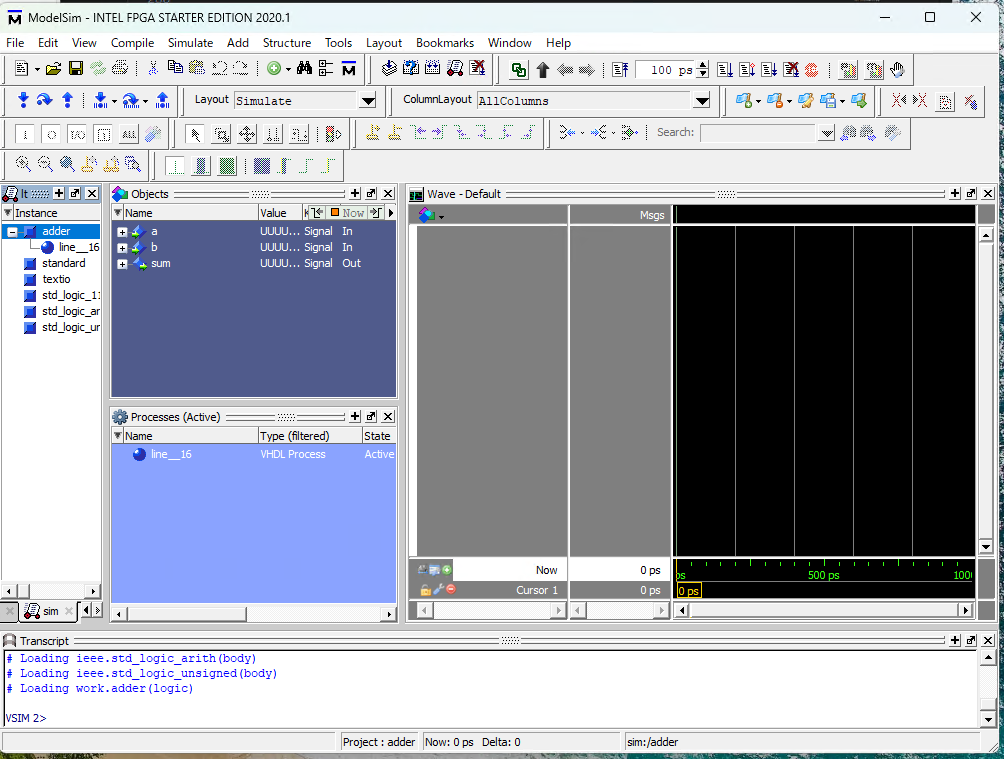 ModelSim - INTEL FPGA STARTER EDITION 2020.1
File Edit View Compile Simulate Add Structure Tools Layout Bookmarks Window Help
100 ps
Layout Simulate ColumnLayout AllColumns
Search:
It
Instance
adder
line__16
standard
textio
std_logic_11
std_logic_ar
std_logic_ur
sim
Objects
Name Value K Now
a UUUU... Signal In
b UUUU... Signal In
sum UUUU... Signal Out
Processes (Active)
Name Type (filtered) State
line__16 VHDL Process Active
Wave - Default
Msgs
Now 0 ps
Cursor 1 0 ps
ps 500 ps 1000
0 ps
Transcript
# Loading ieee.std_logic_arith(body)
# Loading ieee.std_logic_unsigned(body)
# Loading work.adder(logic)
VSIM 2>
Project : adder Now: 0 ps Delta: 0 sim:/adder